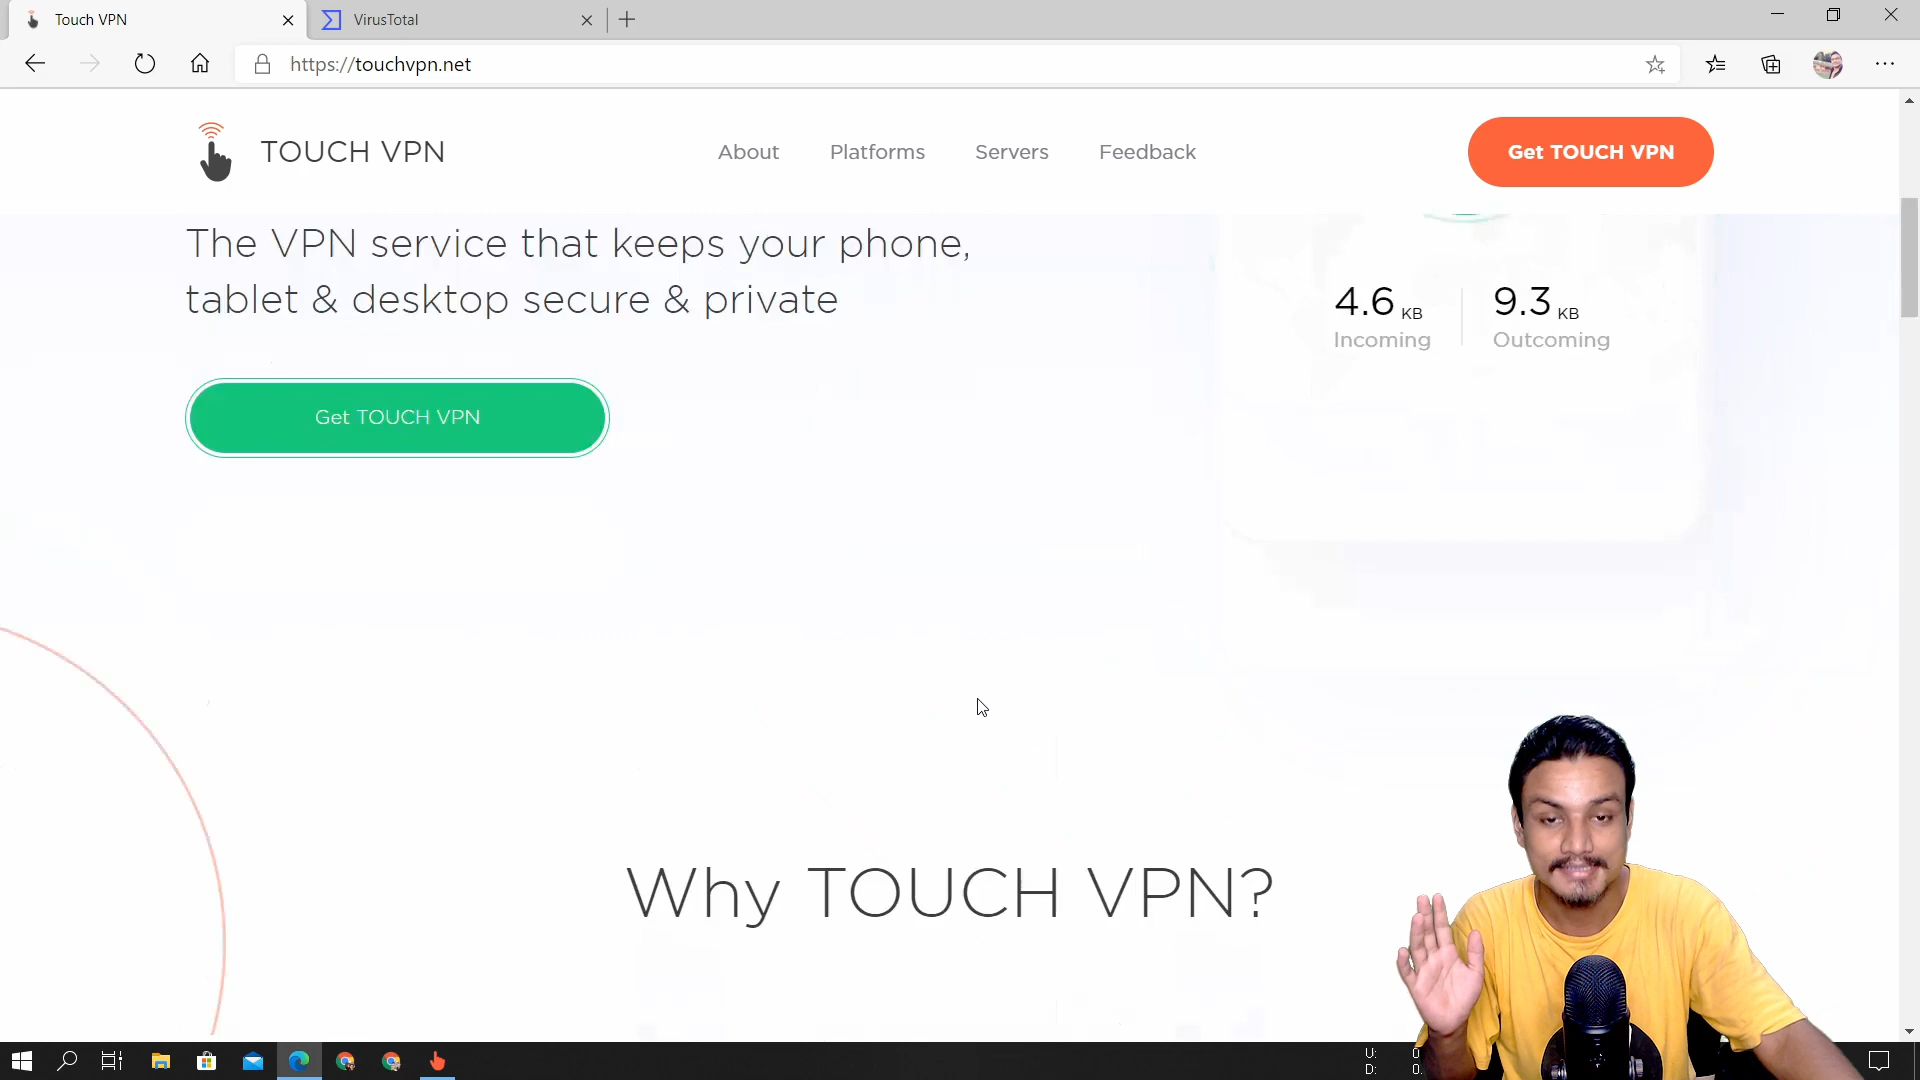 Touch VPN
VirusTotal
https://touchvpn.net
TOUCH VPN
About
Platforms
Servers
Feedback
Get TOUCH VPN
The VPN service that keeps your phone,
tablet & desktop secure & private
4.6 KB
Incoming
9.3 KB
Outcoming
Get TOUCH VPN
Why TOUCH VPN?
U: 0
D: 0.